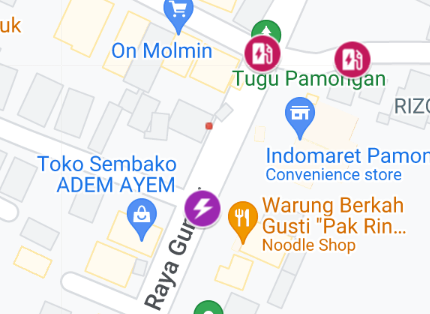 uk
On Molmin
Tugu Pamongan
RIZO
Indomaret Pamon
Convenience store
Toko Sembako
ADEM AYEM
Warung Berkah
Gusti "Pak Rin...
Noodle Shop
Raya Gu